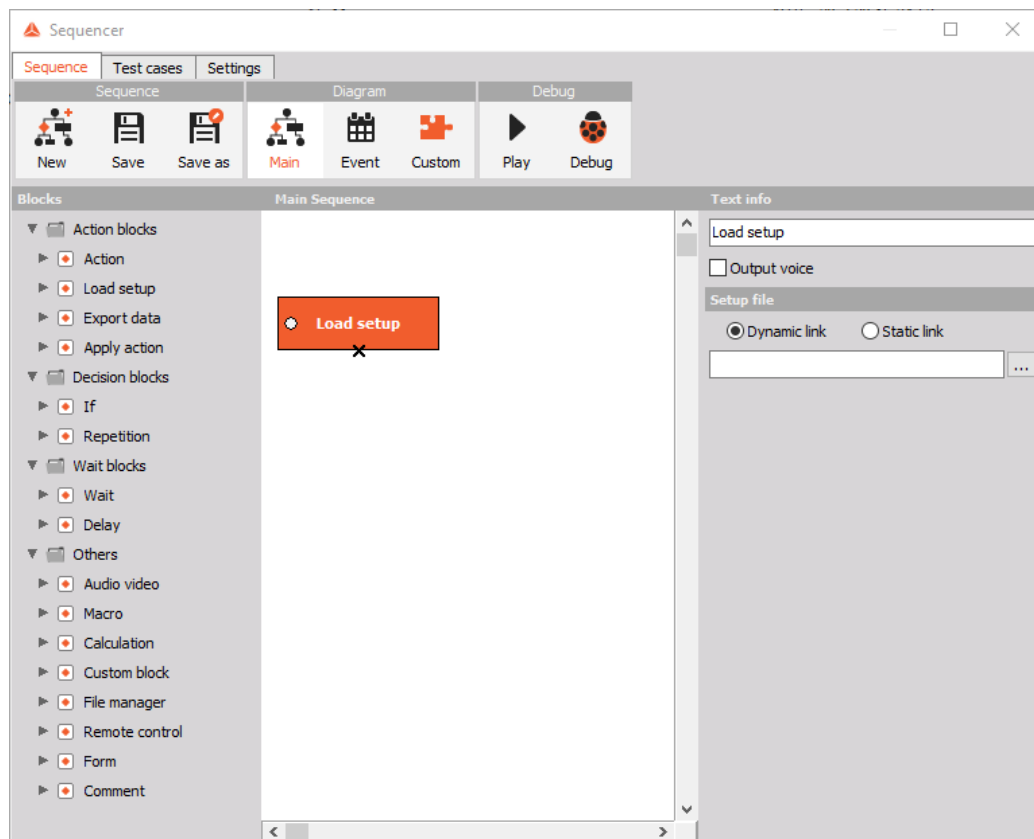 Sequencer
Sequence Test cases Settings
Sequence Diagram Debug
New Save Save as Main Event Custom Play Debug
Blocks Main Sequence Text info
Action blocks
Load setup
Action
Output voice
Load setup
Setup file
Export data
Load setup
Dynamic link Static link
Apply action
...
Decision blocks
If
Repetition
Wait blocks
Wait
Delay
Others
Audio video
Macro
Calculation
Custom block
File manager
Remote control
Form
Comment